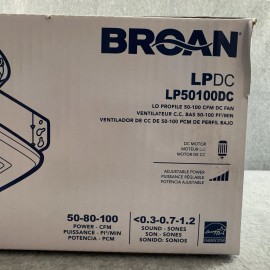 BROAN®
LPDC
LP50100DC
LO PROFILE 50-100 CFM DC FAN
VENTILATEUR C.C. BAS 50-100 PI³/MIN
VENTILADOR DE CC DE 50-100 PCM DE PERFIL BAJO
DC MOTOR
MOTEUR C.C
MOTOR DE CC
ADJUSTABLE POWER
PUISSANCE RÉGLABLE
POTENCIA AJUSTABLE
50-80-100
POWER - CFM
PUISSANCE - PI³/MIN
POTENCIA - PCM
<0.3-0.7-1.2
SOUND - SONES
SON - SONES
SONIDO: SONIOS